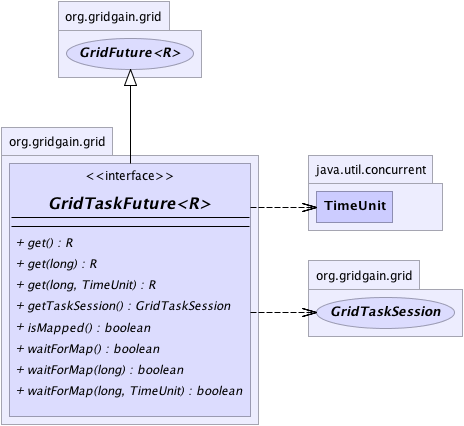 org.gridgain.grid
GridFuture<R>
org.gridgain.grid
<<interface>>
GridTaskFuture<R>
+ get() : R
+ get(long) : R
+ get(long, TimeUnit) : R
+ getTaskSession() : GridTaskSession
+ isMapped() : boolean
+ waitForMap() : boolean
+ waitForMap(long) : boolean
+ waitForMap(long, TimeUnit) : boolean
java.util.concurrent
TimeUnit
org.gridgain.grid
GridTaskSession